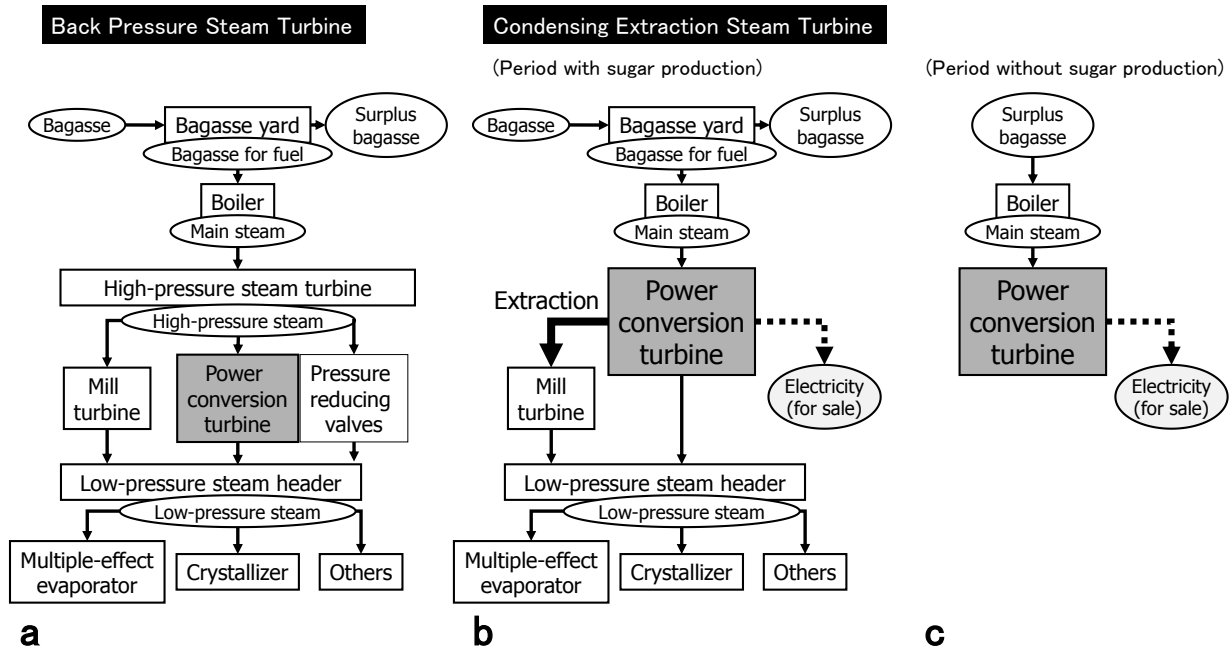 Back Pressure Steam Turbine
Bagasse
Bagasse yard
Surplus
bagasse
Bagasse for fuel
Boiler
Main steam
High-pressure steam turbine
High-pressure steam
Mill
turbine
Power
conversion
turbine
Pressure
reducing
valves
Low-pressure steam header
Low-pressure steam
Multiple-effect
evaporator
Crystallizer
Others
a
Condensing Extraction Steam Turbine
(Period with sugar production)
Bagasse
Bagasse yard
Surplus
bagasse
Bagasse for fuel
Boiler
Main steam
Extraction
Power
conversion
turbine
Mill
turbine
Electricity
(for sale)
Low-pressure steam header
Low-pressure steam
Multiple-effect
evaporator
Crystallizer
Others
b
(Period without sugar production)
Surplus
bagasse
Boiler
Main steam
Power
conversion
turbine
Electricity
(for sale)
c